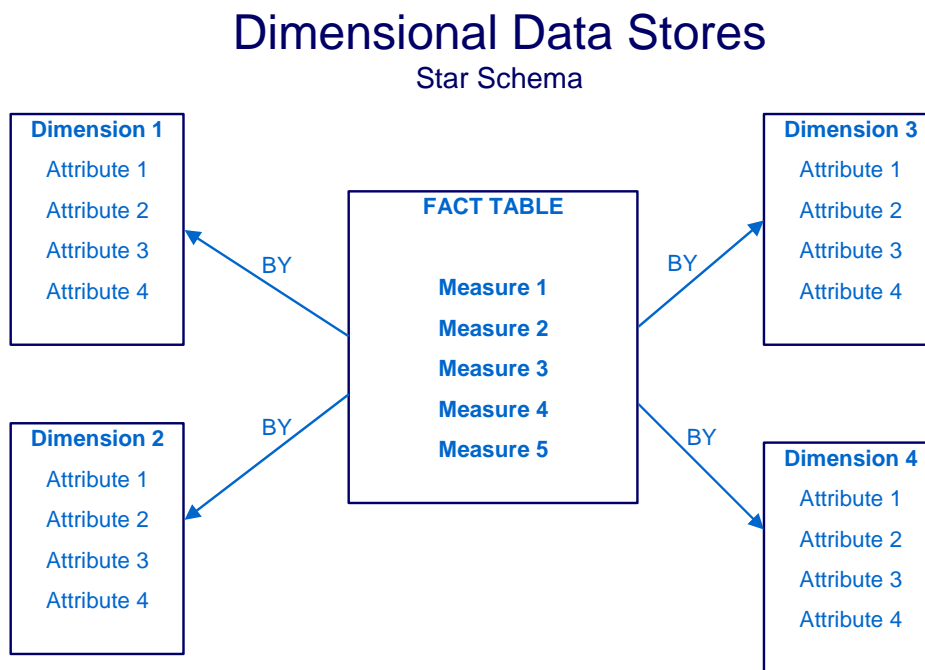 Dimensional Data Stores
Star Schema
Dimension 1
Attribute 1
Attribute 2
Attribute 3
Attribute 4
Dimension 2
Attribute 1
Attribute 2
Attribute 3
Attribute 4
BY
BY
FACT TABLE
Measure 1
Measure 2
Measure 3
Measure 4
Measure 5
BY
BY
Dimension 3
Attribute 1
Attribute 2
Attribute 3
Attribute 4
Dimension 4
Attribute 1
Attribute 2
Attribute 3
Attribute 4